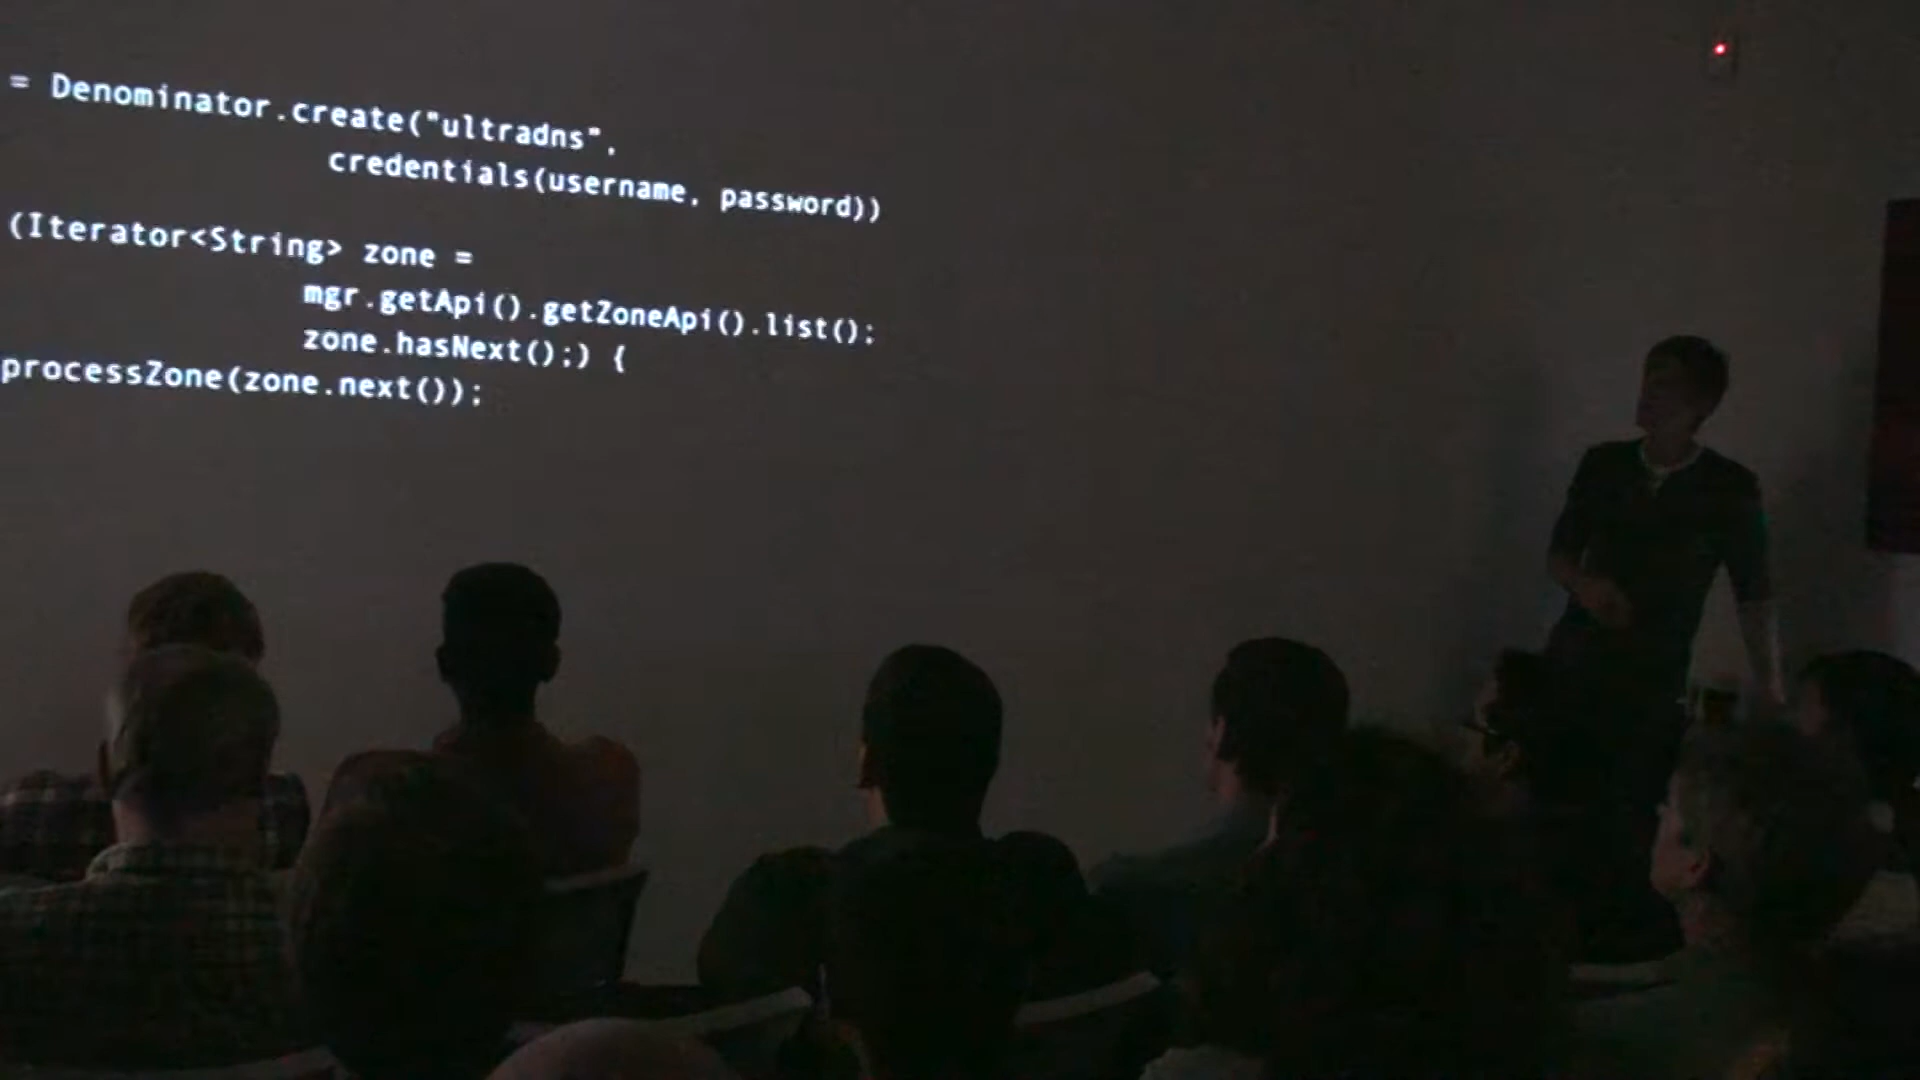 = Denominator.create("ultradns",
credentials(username, password))
(Iterator<String> zone =
mgr.getApi().getZoneApi().list();
zone.hasNext();) {
processZone(zone.next());